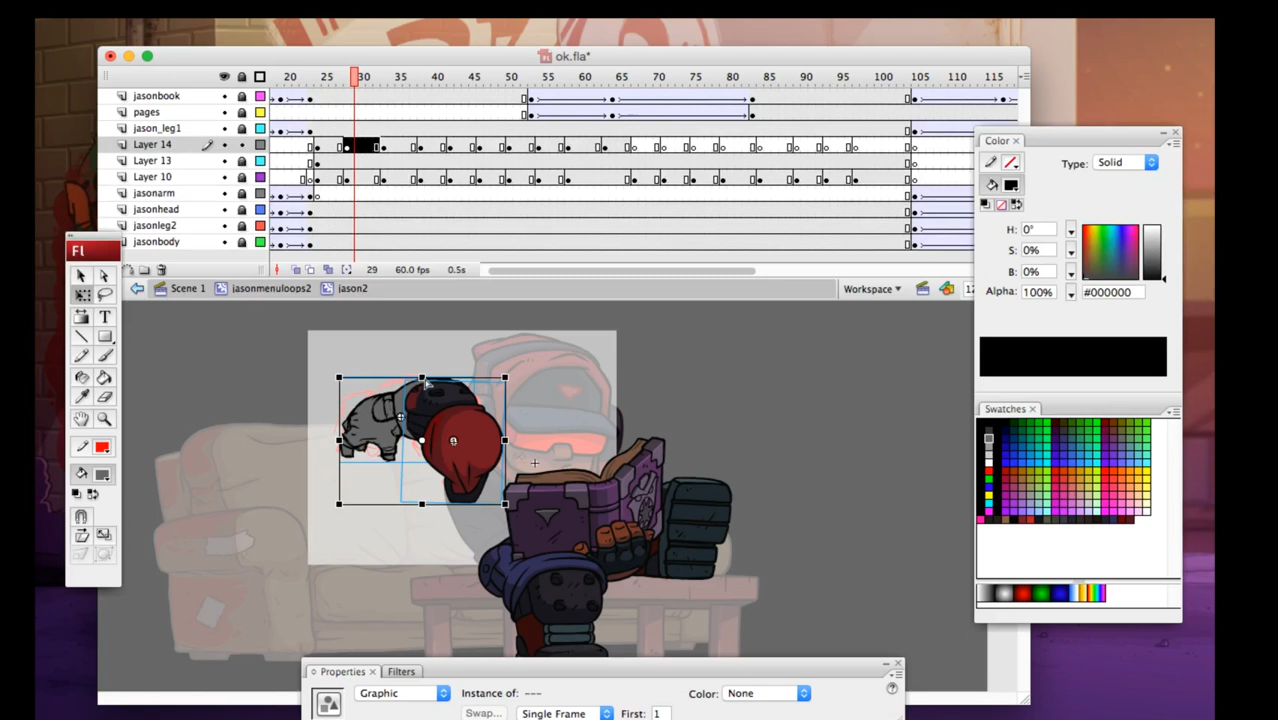 ok.fla*
20 25 30 35 40 45 50 55 60 65 70 75 80 85 90 95 100 105 110 115
jasonbook
pages
jason_leg1
Layer 14
Layer 13
Layer 10
jasonarm
jasonhead
jasonleg2
jasonbody
29 60.0 fps 0.5s
Scene 1 jasonmenuloops2 jason2 Workspace ▾ 12
Fl
T
Color ×
Type: Solid
H: 0°
S: 0%
B: 0%
Alpha: 100% #000000
Swatches ×
Properties × Filters
Graphic Instance of: --- Color: None
Swap... Single Frame First: 1